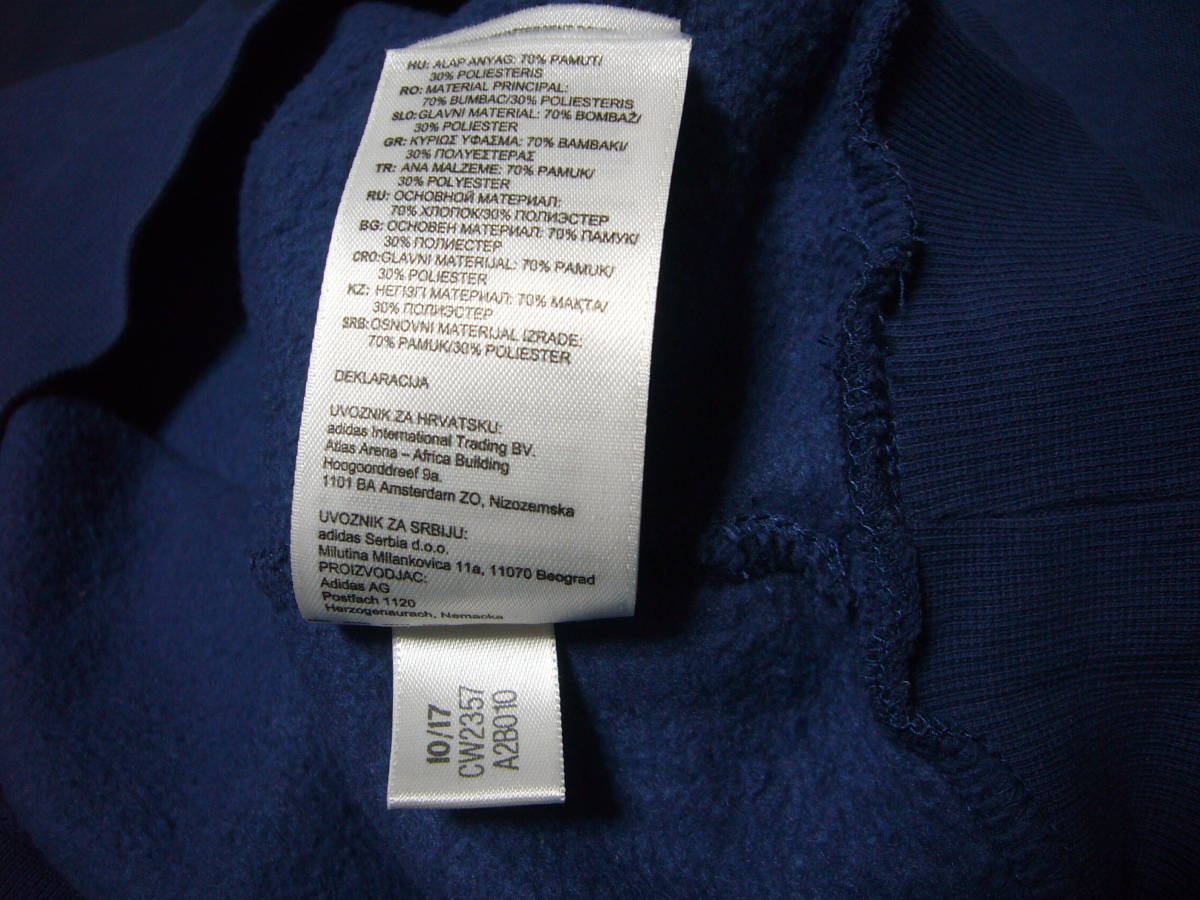 HU: ALAP ANYAG: 70% PAMUT/
30% POLIESTERIS
RO: MATERIAL PRINCIPAL:
70% BUMBAC/30% POLIESTERIS
SLO: GLAVNI MATERIAL: 70% BOMBAŽ/
30% POLIESTER
GR: ΚΥΡΙΩΣ ΥΦΑΣΜΑ: 70% ΒΑΜΒΑΚΙ/
30% ΠΟΛΥΕΣΤΕΡΑΣ
TR: ANA MALZEME: 70% PAMUK/
30% POLYESTER
RU: ОСНОВНОЙ МАТЕРИАЛ:
70% ХЛОПОК/30% ПОЛИЭСТЕР
BG: ОСНОВЕН МАТЕРИАЛ: 70% ПАМУК/
30% ПОЛИЕСТЕР
CRO: GLAVNI MATERIJAL: 70% PAMUK/
30% POLIESTER
KZ: НЕГІЗГІ МАТЕРИАЛ: 70% МАҚТА/
30% ПОЛИЭСТЕР
SRB: OSNOVNI MATERIJAL IZRADE:
70% PAMUK/30% POLIESTER
DEKLARACIJA
UVOZNIK ZA HRVATSKU:
adidas International Trading BV.
Atlas Arena – Africa Building
Hoogoorddreef 9a.
1101 BA Amsterdam ZO, Nizozemska
UVOZNIK ZA SRBIJU:
adidas Serbia d.o.o.
Milutina Milankovica 11a, 11070 Beograd
PROIZVODJAC:
Adidas AG
Postfach 1120
Herzogenaurach, Nemacka
10/17
CW2357
A2B010